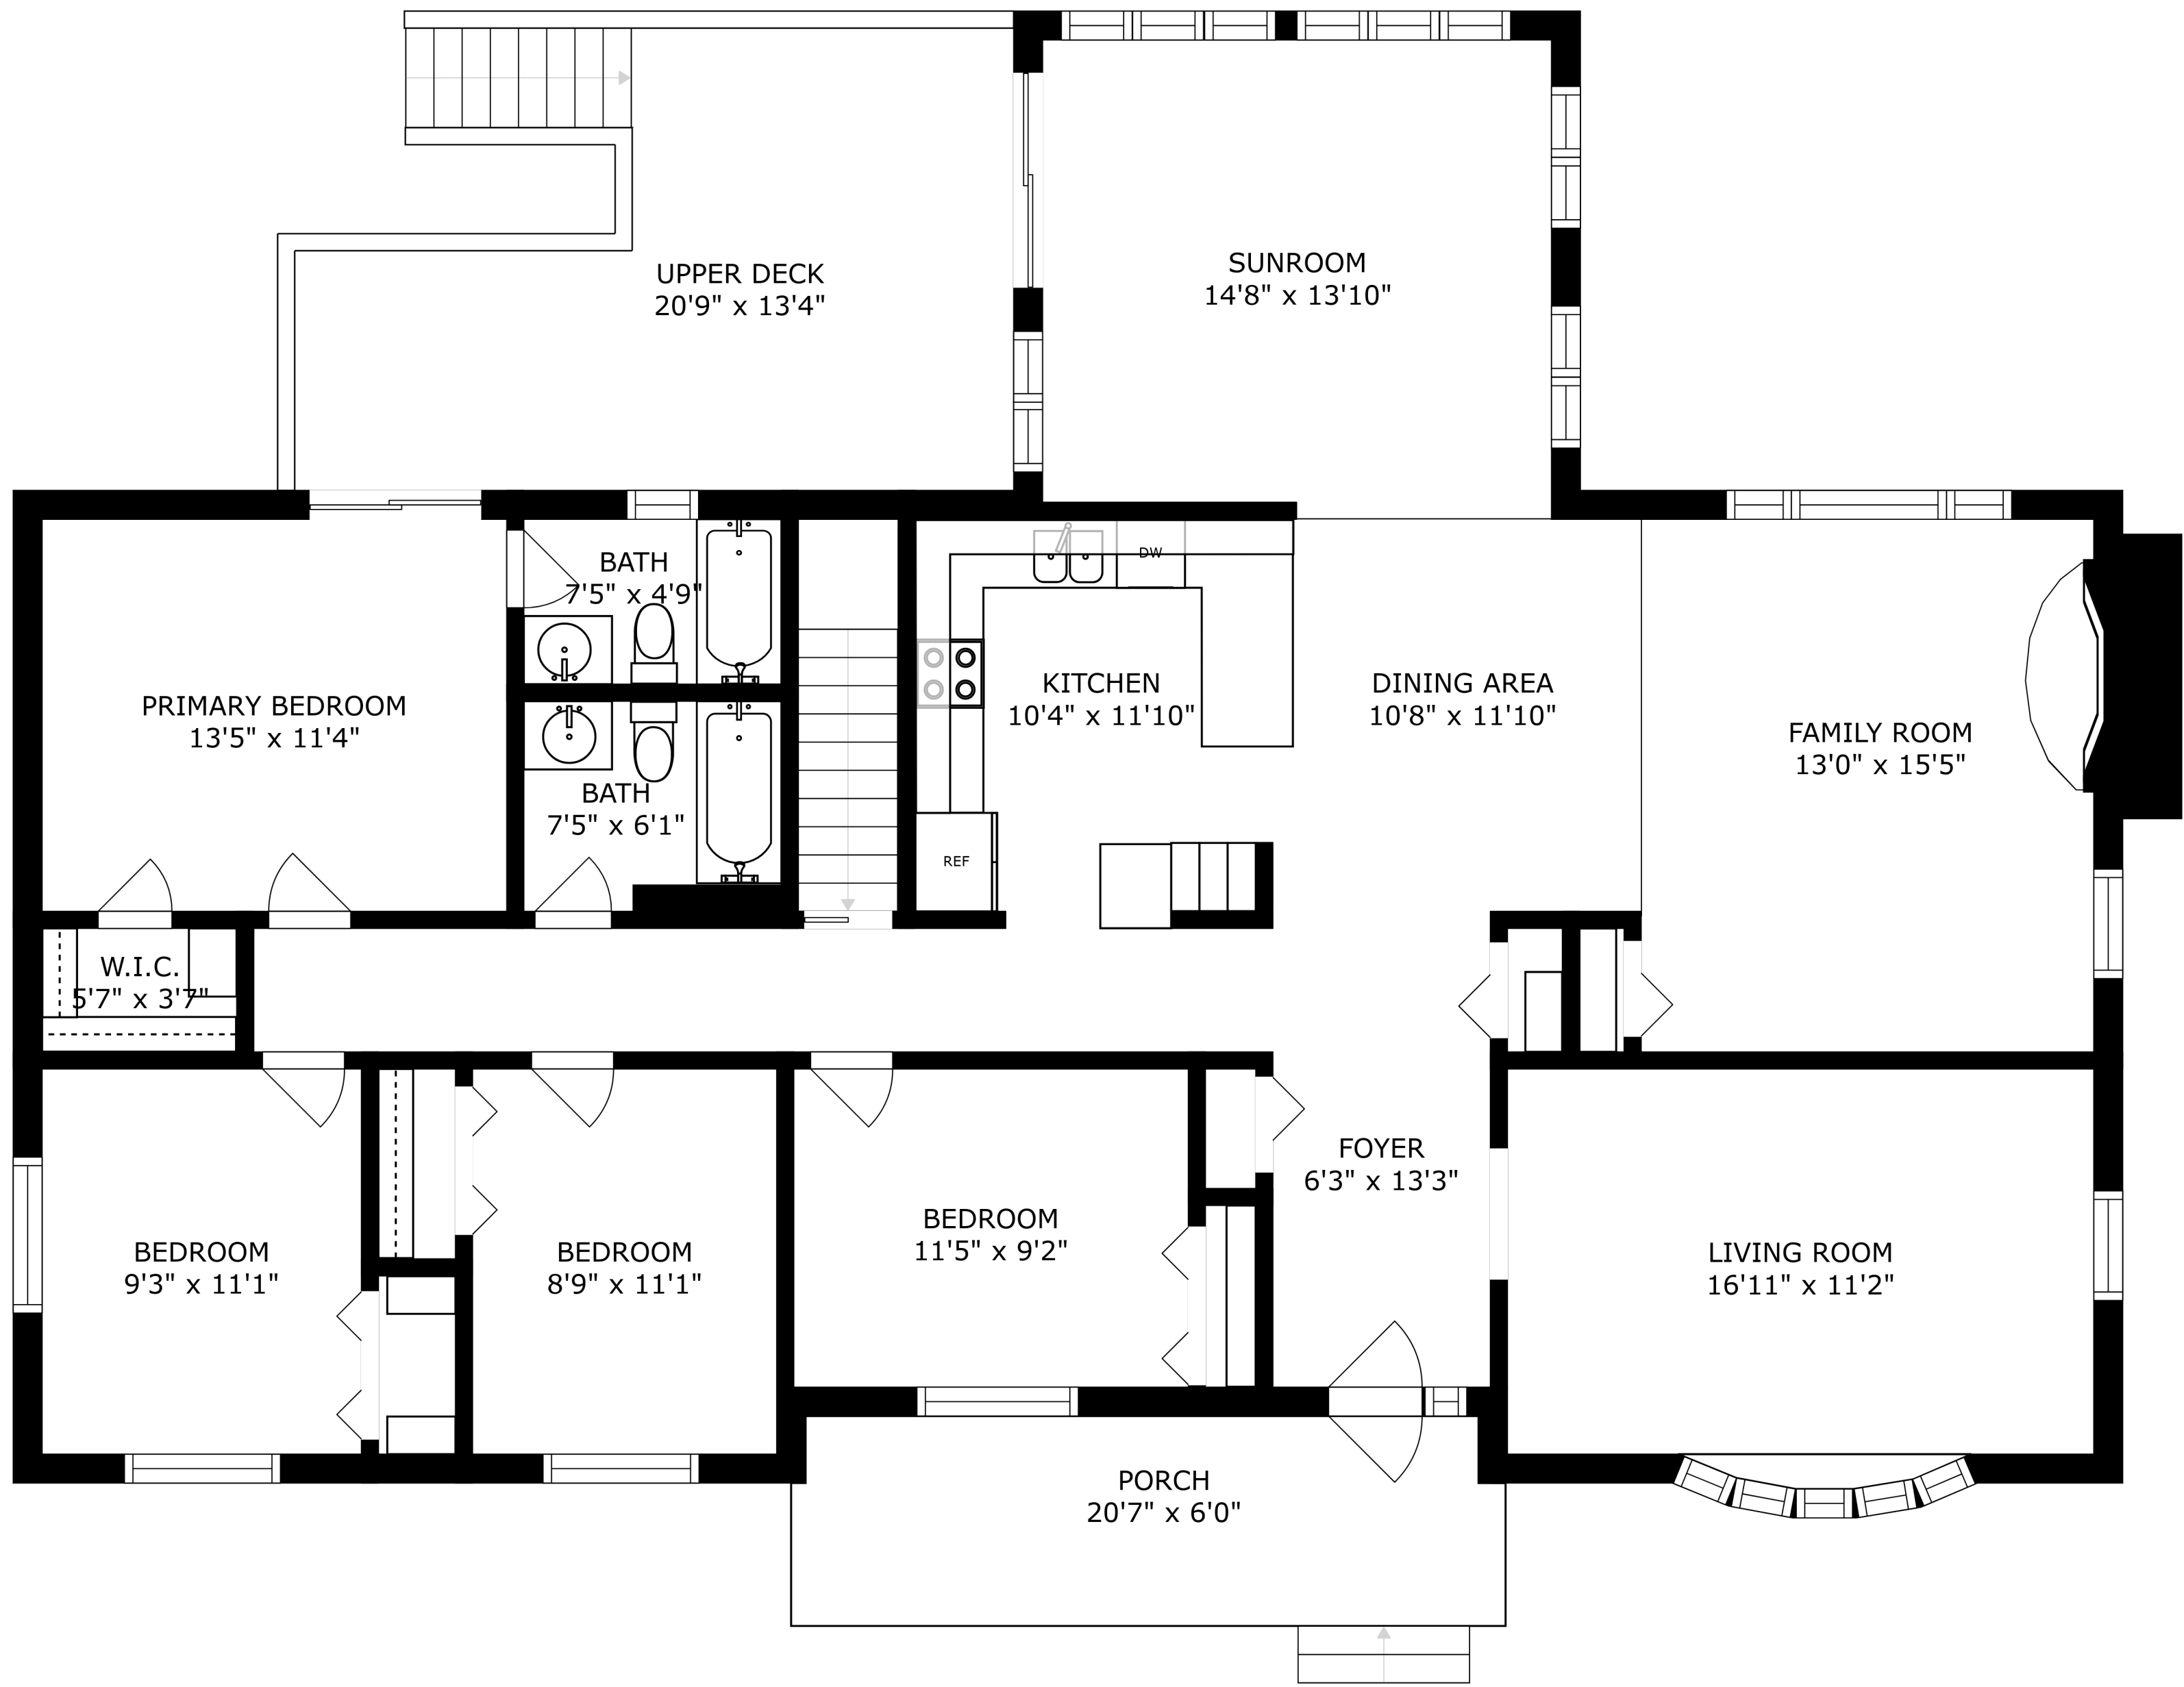 UPPER DECK
20'9" x 13'4"
SUNROOM
14'8" x 13'10"
BATH
7'5" x 4'9"
DW
PRIMARY BEDROOM
13'5" x 11'4"
KITCHEN
10'4" x 11'10"
DINING AREA
10'8" x 11'10"
FAMILY ROOM
13'0" x 15'5"
BATH
7'5" x 6'1"
REF
W.I.C.
5'7" x 3'7"
FOYER
6'3" x 13'3"
BEDROOM
9'3" x 11'1"
BEDROOM
8'9" x 11'1"
BEDROOM
11'5" x 9'2"
LIVING ROOM
16'11" x 11'2"
PORCH
20'7" x 6'0"